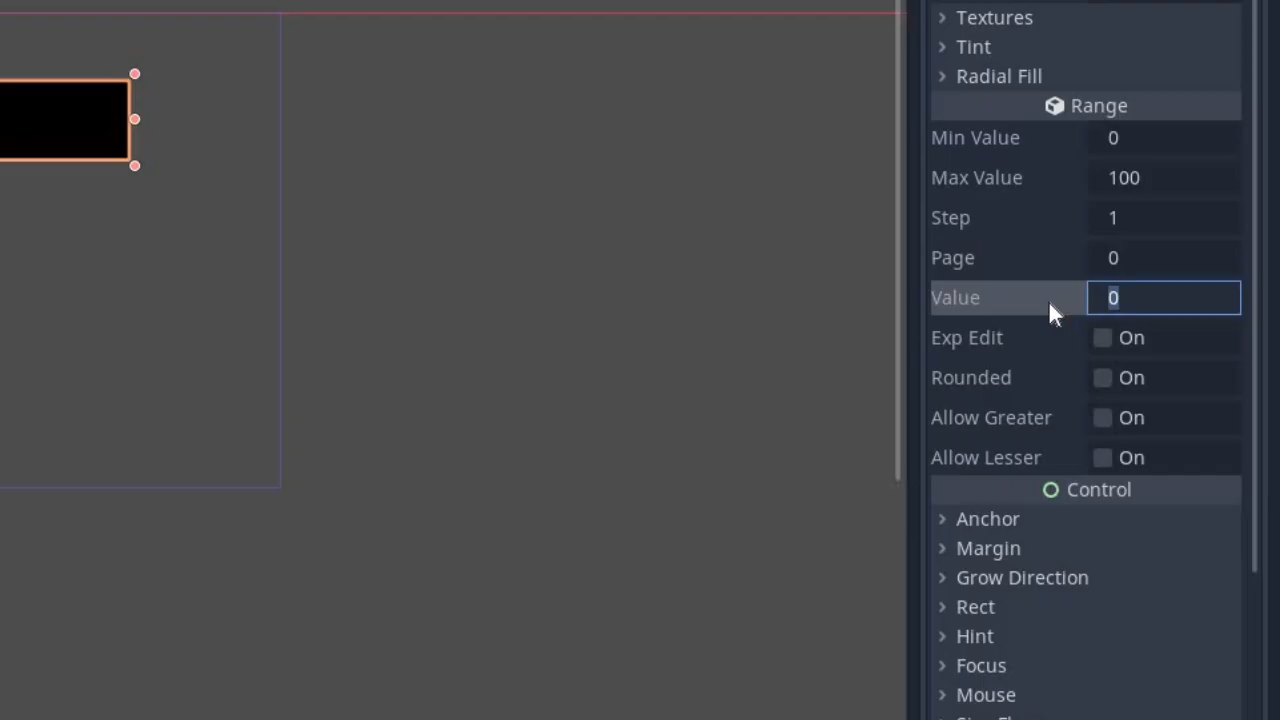 Textures
Tint
Radial Fill
Range
Min Value 0
Max Value 100
Step 1
Page 0
Value 0
Exp Edit On
Rounded On
Allow Greater On
Allow Lesser On
Control
Anchor
Margin
Grow Direction
Rect
Hint
Focus
Mouse